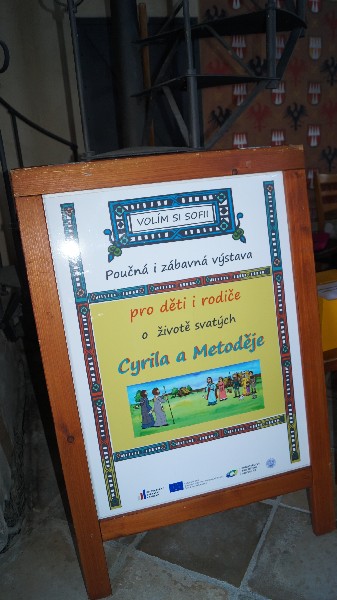 VOLÍM SI SOFII
Poučná i zábavná výstava
pro děti i rodiče
o životě svatých
Cyrila a Metoděje